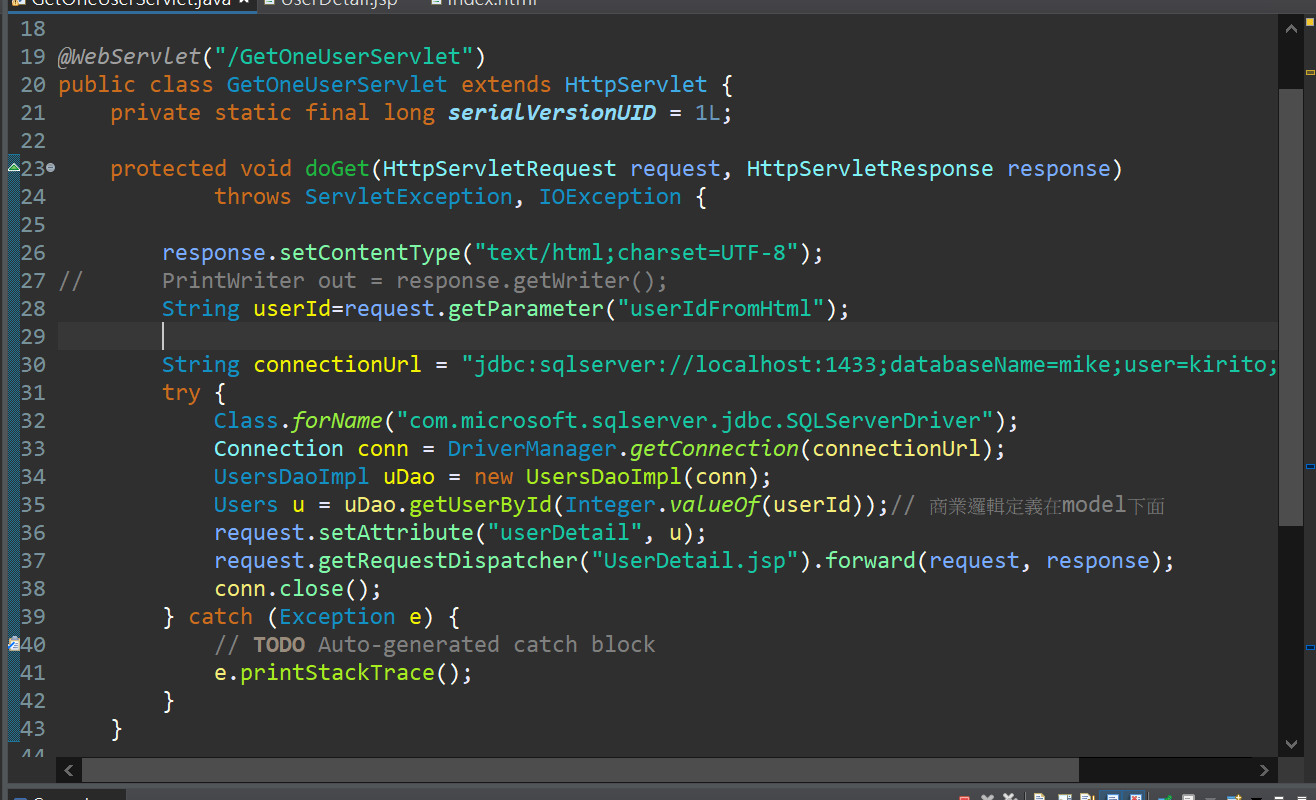 GetOneUserServlet.java UserDetail.jsp index.html
18
19 @WebServlet("/GetOneUserServlet")
20 public class GetOneUserServlet extends HttpServlet {
21 private static final long serialVersionUID = 1L;
22
23 protected void doGet(HttpServletRequest request, HttpServletResponse response)
24 throws ServletException, IOException {
25
26 response.setContentType("text/html;charset=UTF-8");
27 // PrintWriter out = response.getWriter();
28 String userId=request.getParameter("userIdFromHtml");
29
30 String connectionUrl = "jdbc:sqlserver://localhost:1433;databaseName=mike;user=kirito;
31 try {
32 Class.forName("com.microsoft.sqlserver.jdbc.SQLServerDriver");
33 Connection conn = DriverManager.getConnection(connectionUrl);
34 UsersDaoImpl uDao = new UsersDaoImpl(conn);
35 Users u = uDao.getUserById(Integer.valueOf(userId));// 商業邏輯定義在model下面
36 request.setAttribute("userDetail", u);
37 request.getRequestDispatcher("UserDetail.jsp").forward(request, response);
38 conn.close();
39 } catch (Exception e) {
40 // TODO Auto-generated catch block
41 e.printStackTrace();
42 }
43 }
44